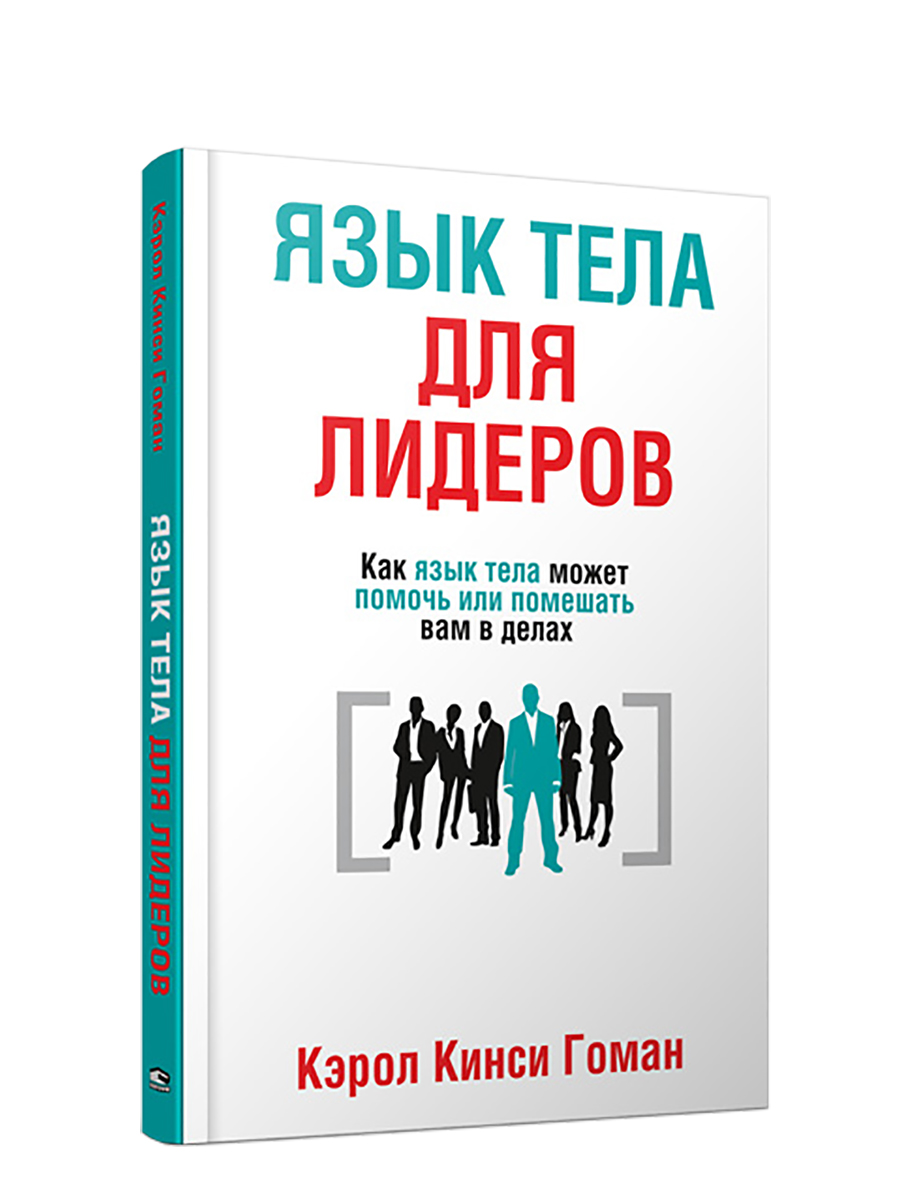 ЯЗЫК ТЕЛА
ДЛЯ
ЛИДЕРОВ
Как язык тела может
помочь или помешать
вам в делах
Кэрол Кинси Гоман
Кэрол Кинси Гоман ЯЗЫК ТЕЛА ДЛЯ ЛИДЕРОВ